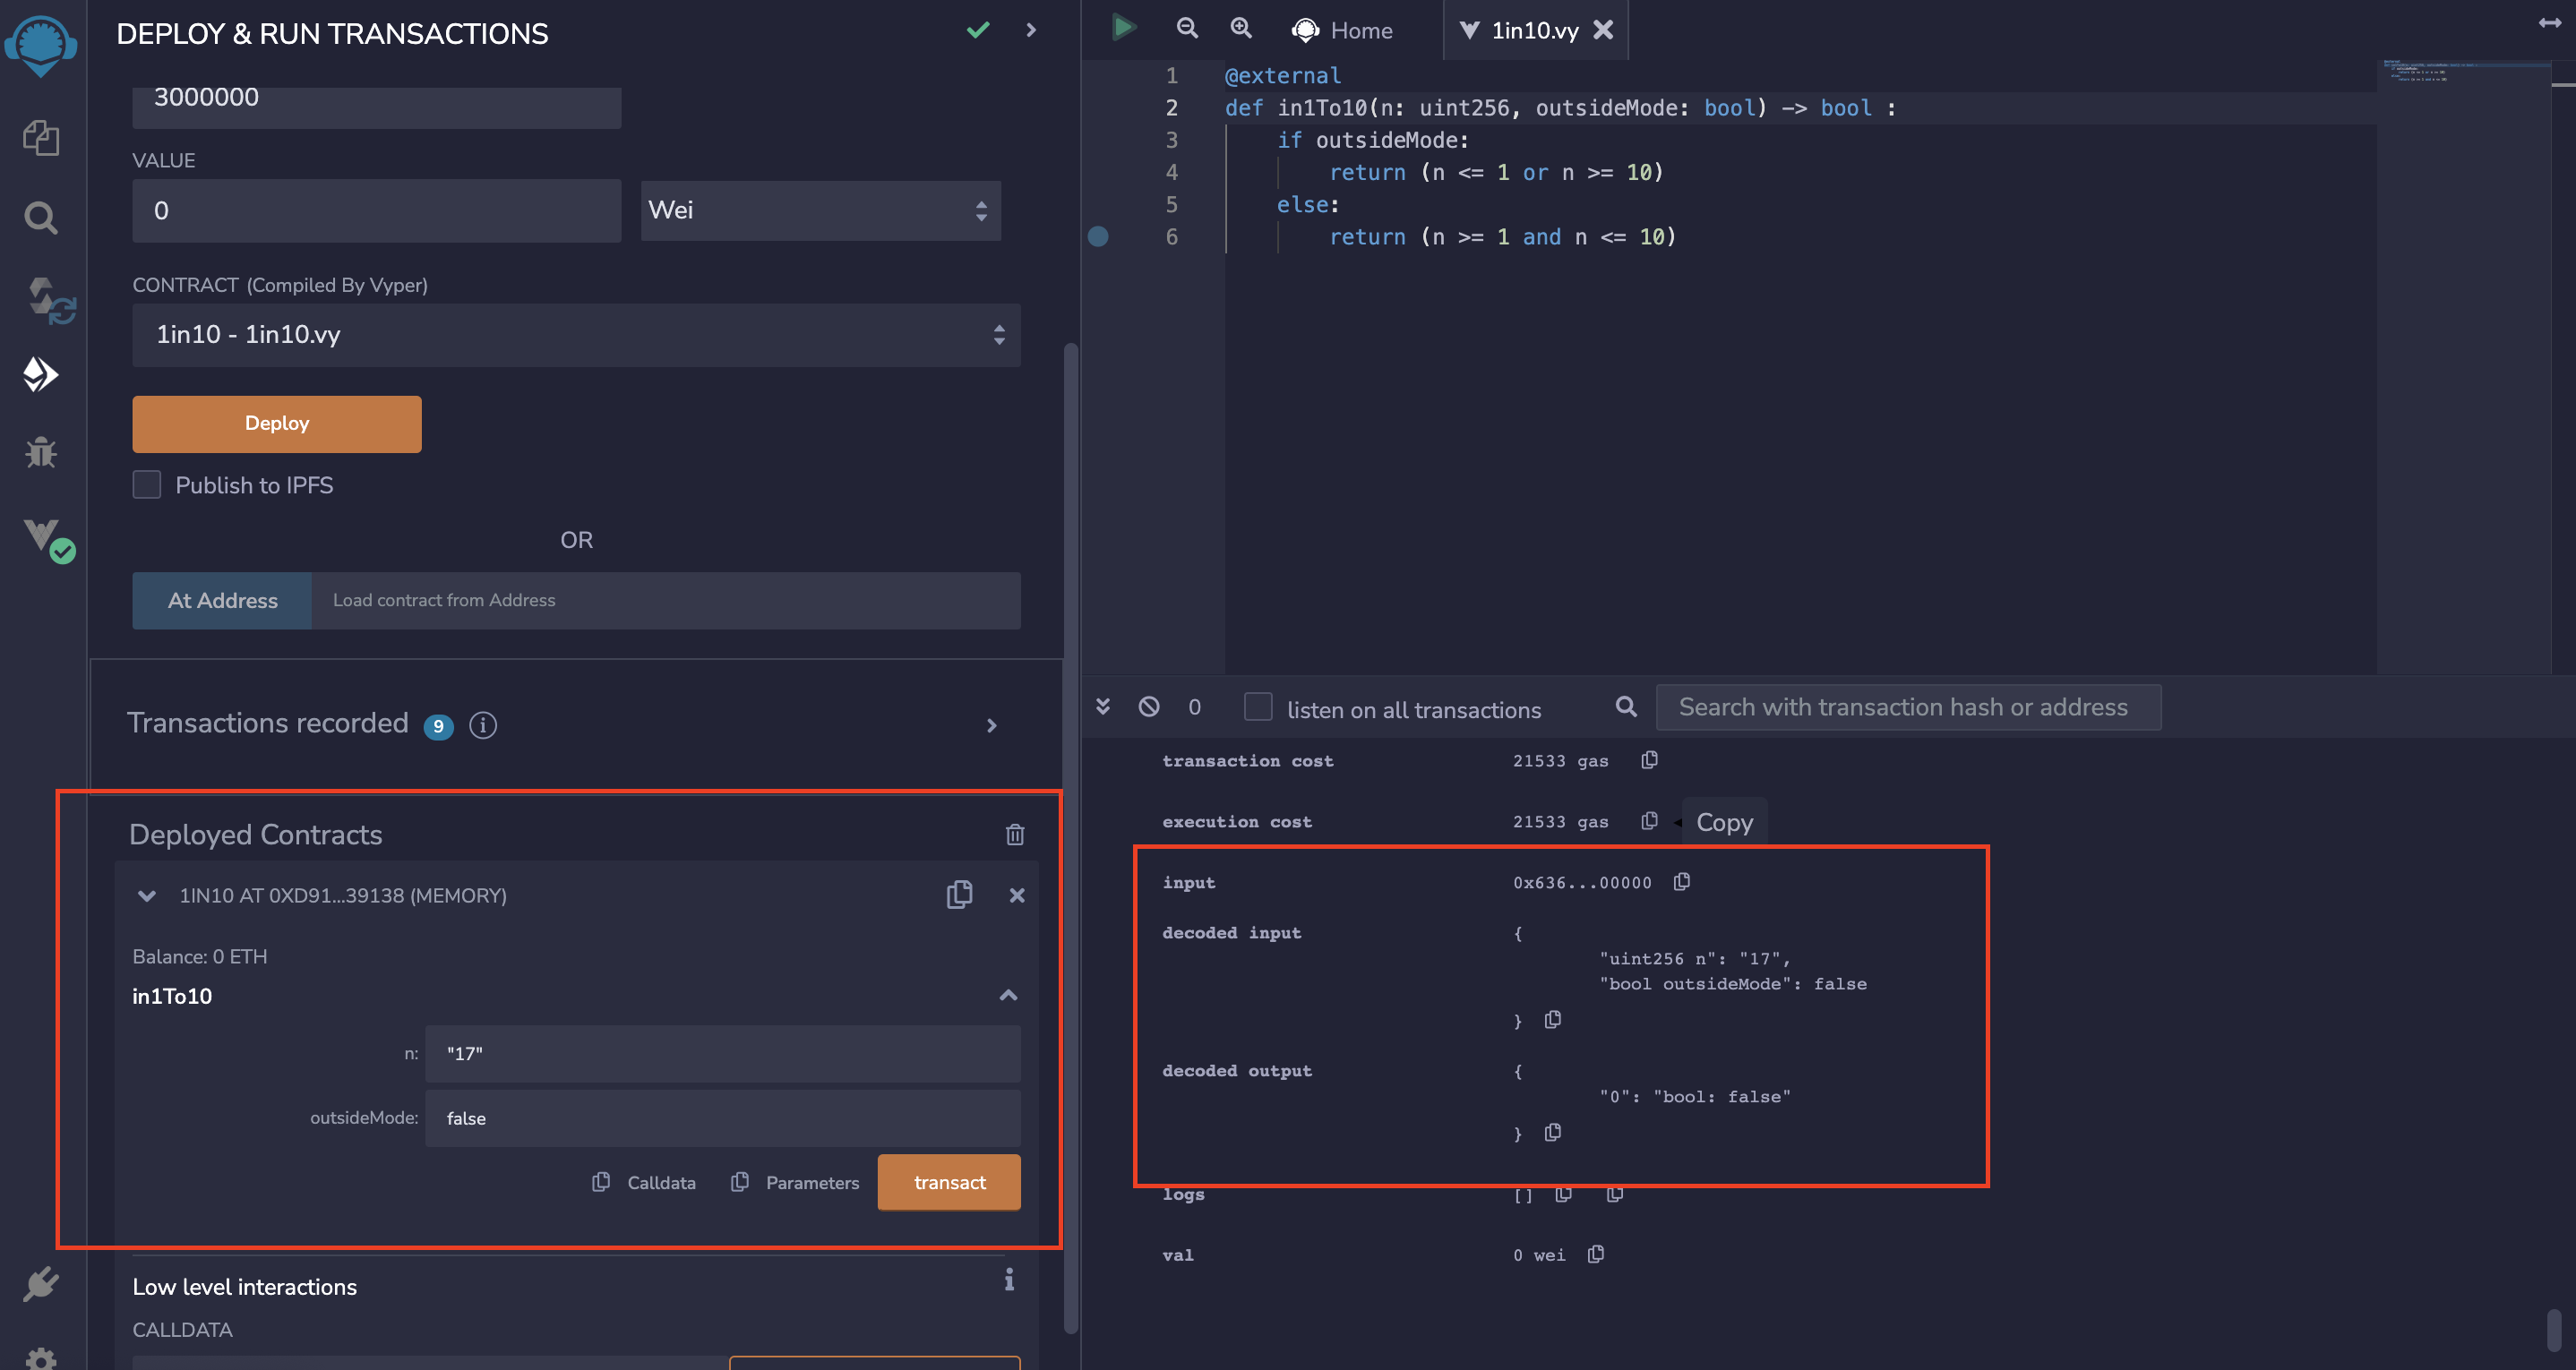 DEPLOY & RUN TRANSACTIONS
3000000
VALUE
0
Wei
CONTRACT (Compiled By Vyper)
1in10 - 1in10.vy
Deploy
Publish to IPFS
OR
At Address
Load contract from Address
Transactions recorded 9 i
Deployed Contracts
1IN10 AT 0XD91...39138 (MEMORY)
Balance: 0 ETH
in1To10
n: "17"
outsideMode: false
Calldata
Parameters
transact
Low level interactions
i
CALLDATA
Home
1in10.vy
1 @external
2 def in1To10(n: uint256, outsideMode: bool) -> bool :
3 if outsideMode:
4 return (n <= 1 or n >= 10)
5 else:
6 return (n >= 1 and n <= 10)
0
listen on all transactions
Search with transaction hash or address
transaction cost 21533 gas
execution cost 21533 gas
Copy
input 0x636...00000
decoded input {
"uint256 n": "17",
"bool outsideMode": false
}
decoded output {
"0": "bool: false"
}
logs []
val 0 wei